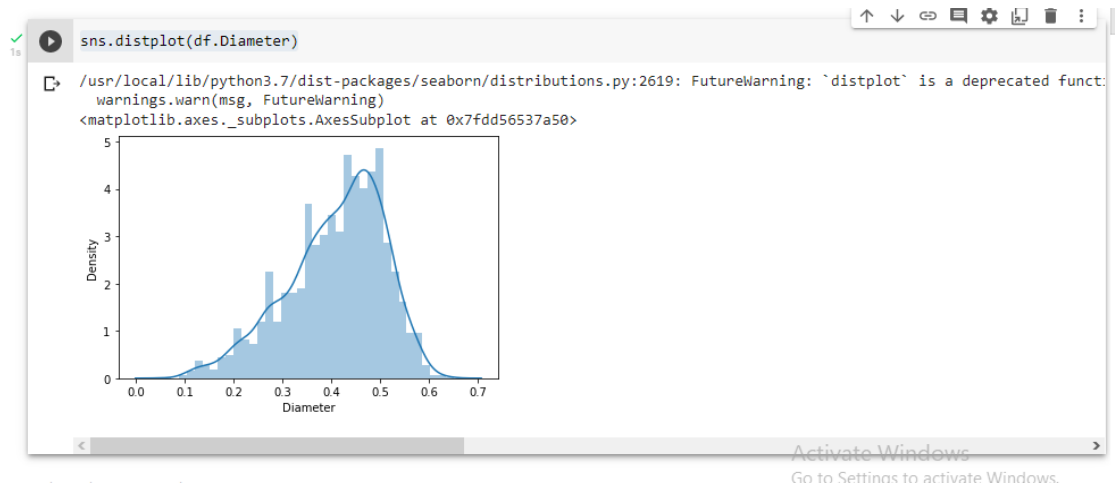 1s
sns.distplot(df.Diameter)
/usr/local/lib/python3.7/dist-packages/seaborn/distributions.py:2619: FutureWarning: `distplot` is a deprecated functi
warnings.warn(msg, FutureWarning)
<matplotlib.axes._subplots.AxesSubplot at 0x7fdd56537a50>
5
4
3
2
1
0
Density
0.0 0.1 0.2 0.3 0.4 0.5 0.6 0.7
Diameter
Activate Windows
Go to Settings to activate Windows.